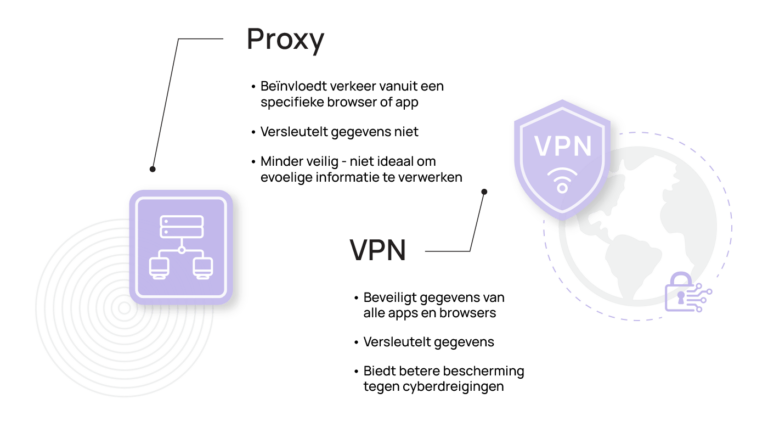 Proxy
• Beïnvloedt verkeer vanuit een
specifieke browser of app
• Versleutelt gegevens niet
• Minder veilig - niet ideaal om
evoelige informatie te verwerken
VPN
VPN
• Beveiligt gegevens van
alle apps en browsers
• Versleutelt gegevens
• Biedt betere bescherming
tegen cyberdreigingen